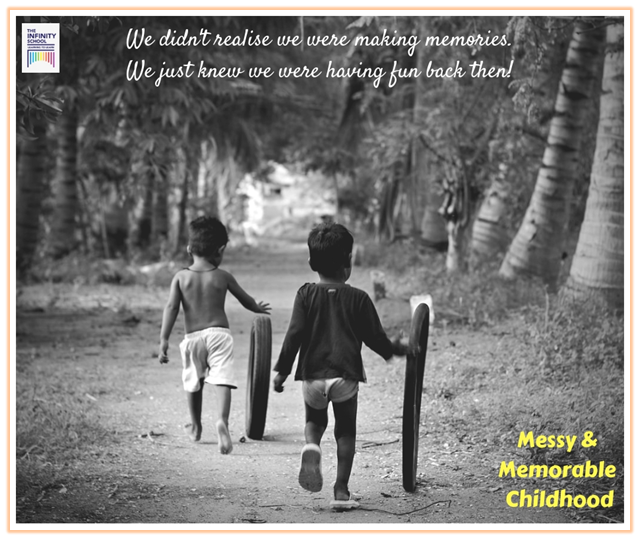 THE
INFINITY
SCHOOL
We didn't realise we were making memories.
We just knew we were having fun back then!
Messy &
Memorable
Childhood